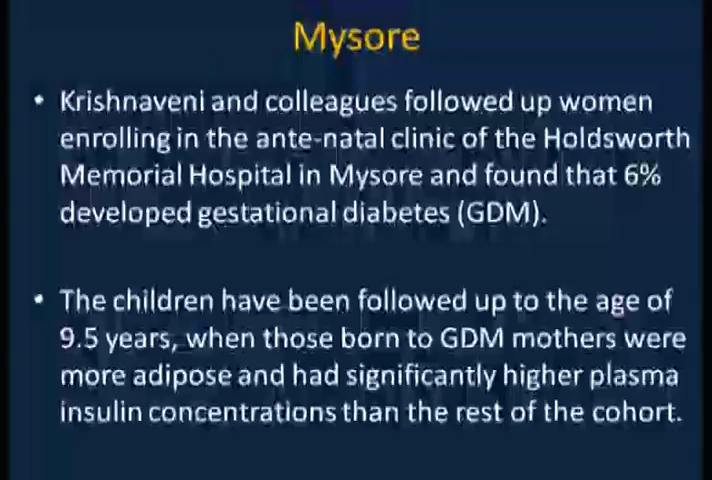 Mysore
• Krishnaveni and colleagues followed up women
enrolling in the ante-natal clinic of the Holdsworth
Memorial Hospital in Mysore and found that 6%
developed gestational diabetes (GDM).
• The children have been followed up to the age of
9.5 years, when those born to GDM mothers were
more adipose and had significantly higher plasma
insulin concentrations than the rest of the cohort.